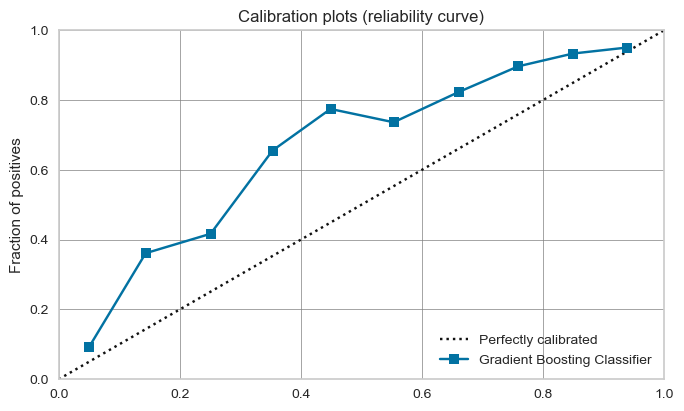 Calibration plots (reliability curve)
1.0
0.8
0.6
0.4
0.2
0.0
Fraction of positives
Perfectly calibrated
Gradient Boosting Classifier
0.0 0.2 0.4 0.6 0.8 1.0